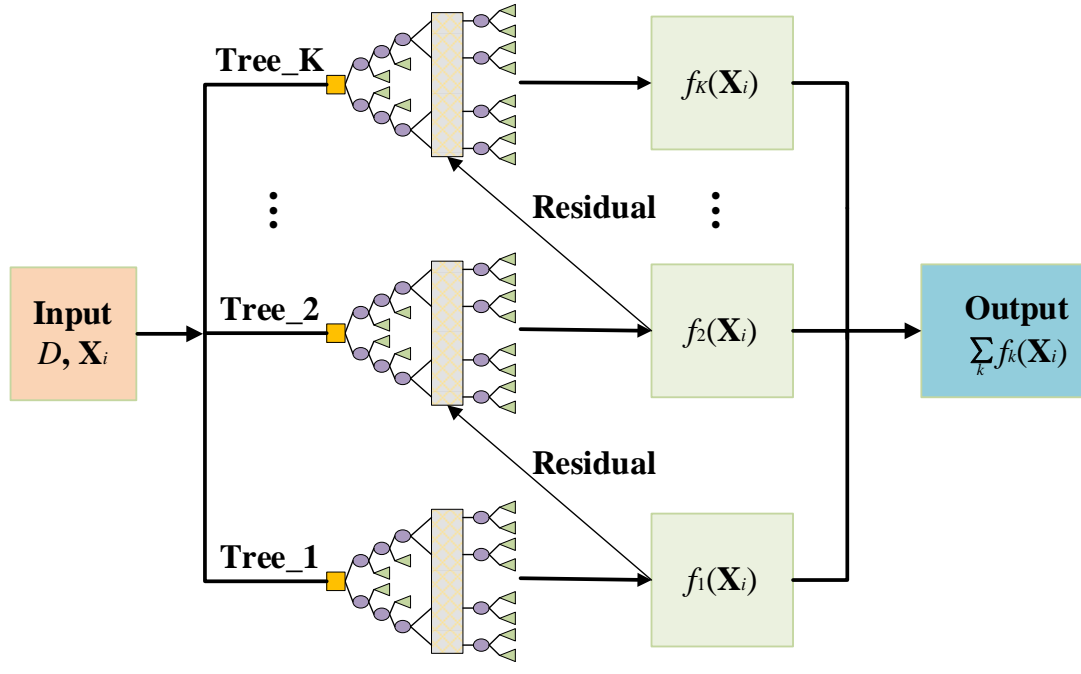 Tree_K
fK(Xi)
⋮
Residual
⋮
Input
D, Xi
Tree_2
f2(Xi)
Output
∑k fk(Xi)
Residual
Tree_1
f1(Xi)